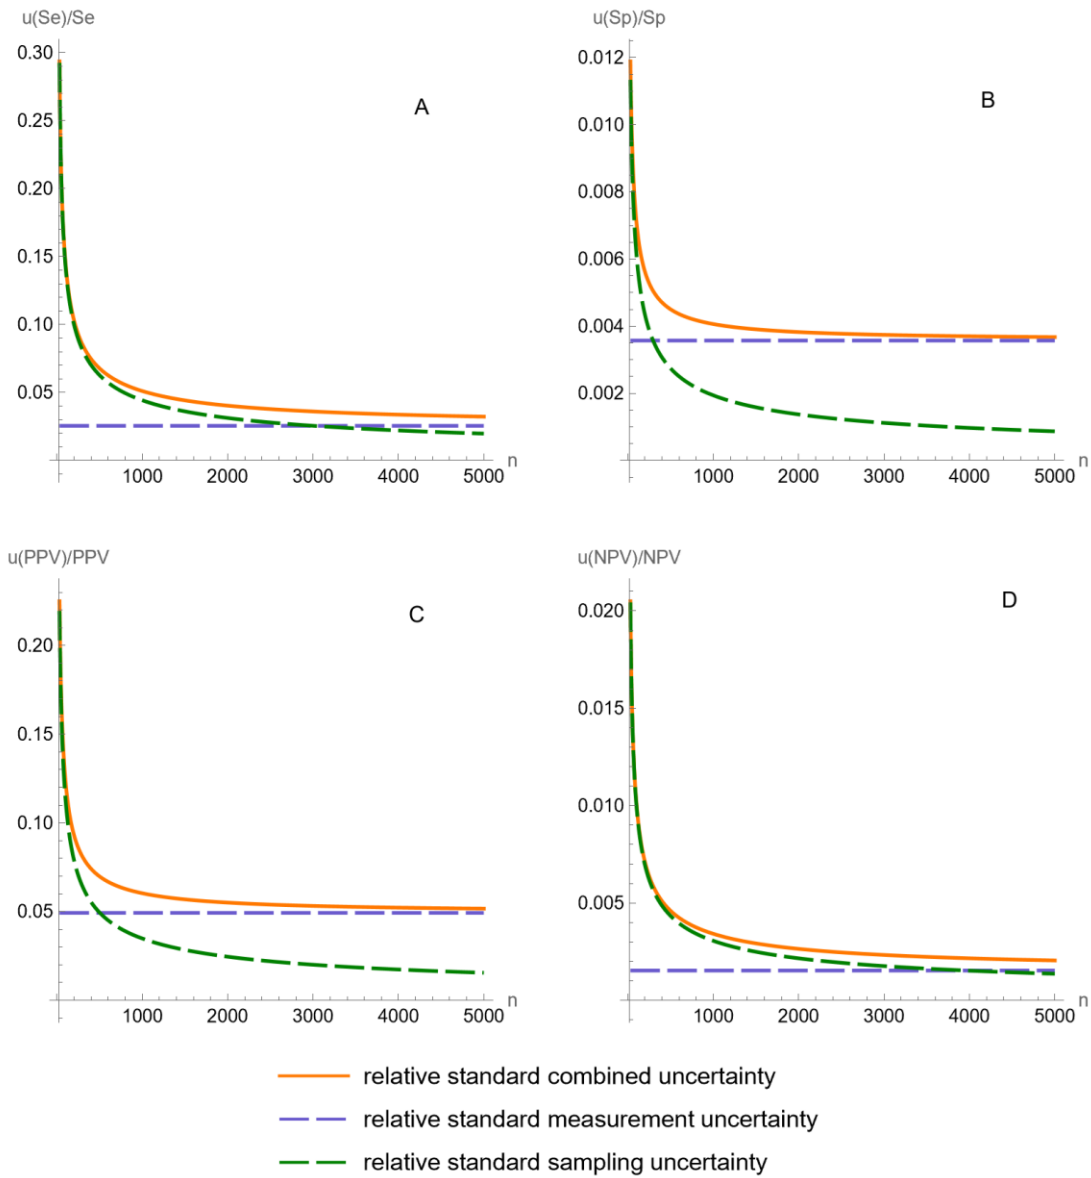 u(Se)/Se
0.30
0.25
0.20
0.15
0.10
0.05
1000 2000 3000 4000 5000
n
A
u(Sp)/Sp
0.012
0.010
0.008
0.006
0.004
0.002
1000 2000 3000 4000 5000
n
B
u(PPV)/PPV
0.20
0.15
0.10
0.05
1000 2000 3000 4000 5000
n
C
u(NPV)/NPV
0.020
0.015
0.010
0.005
1000 2000 3000 4000 5000
n
D
relative standard combined uncertainty
relative standard measurement uncertainty
relative standard sampling uncertainty